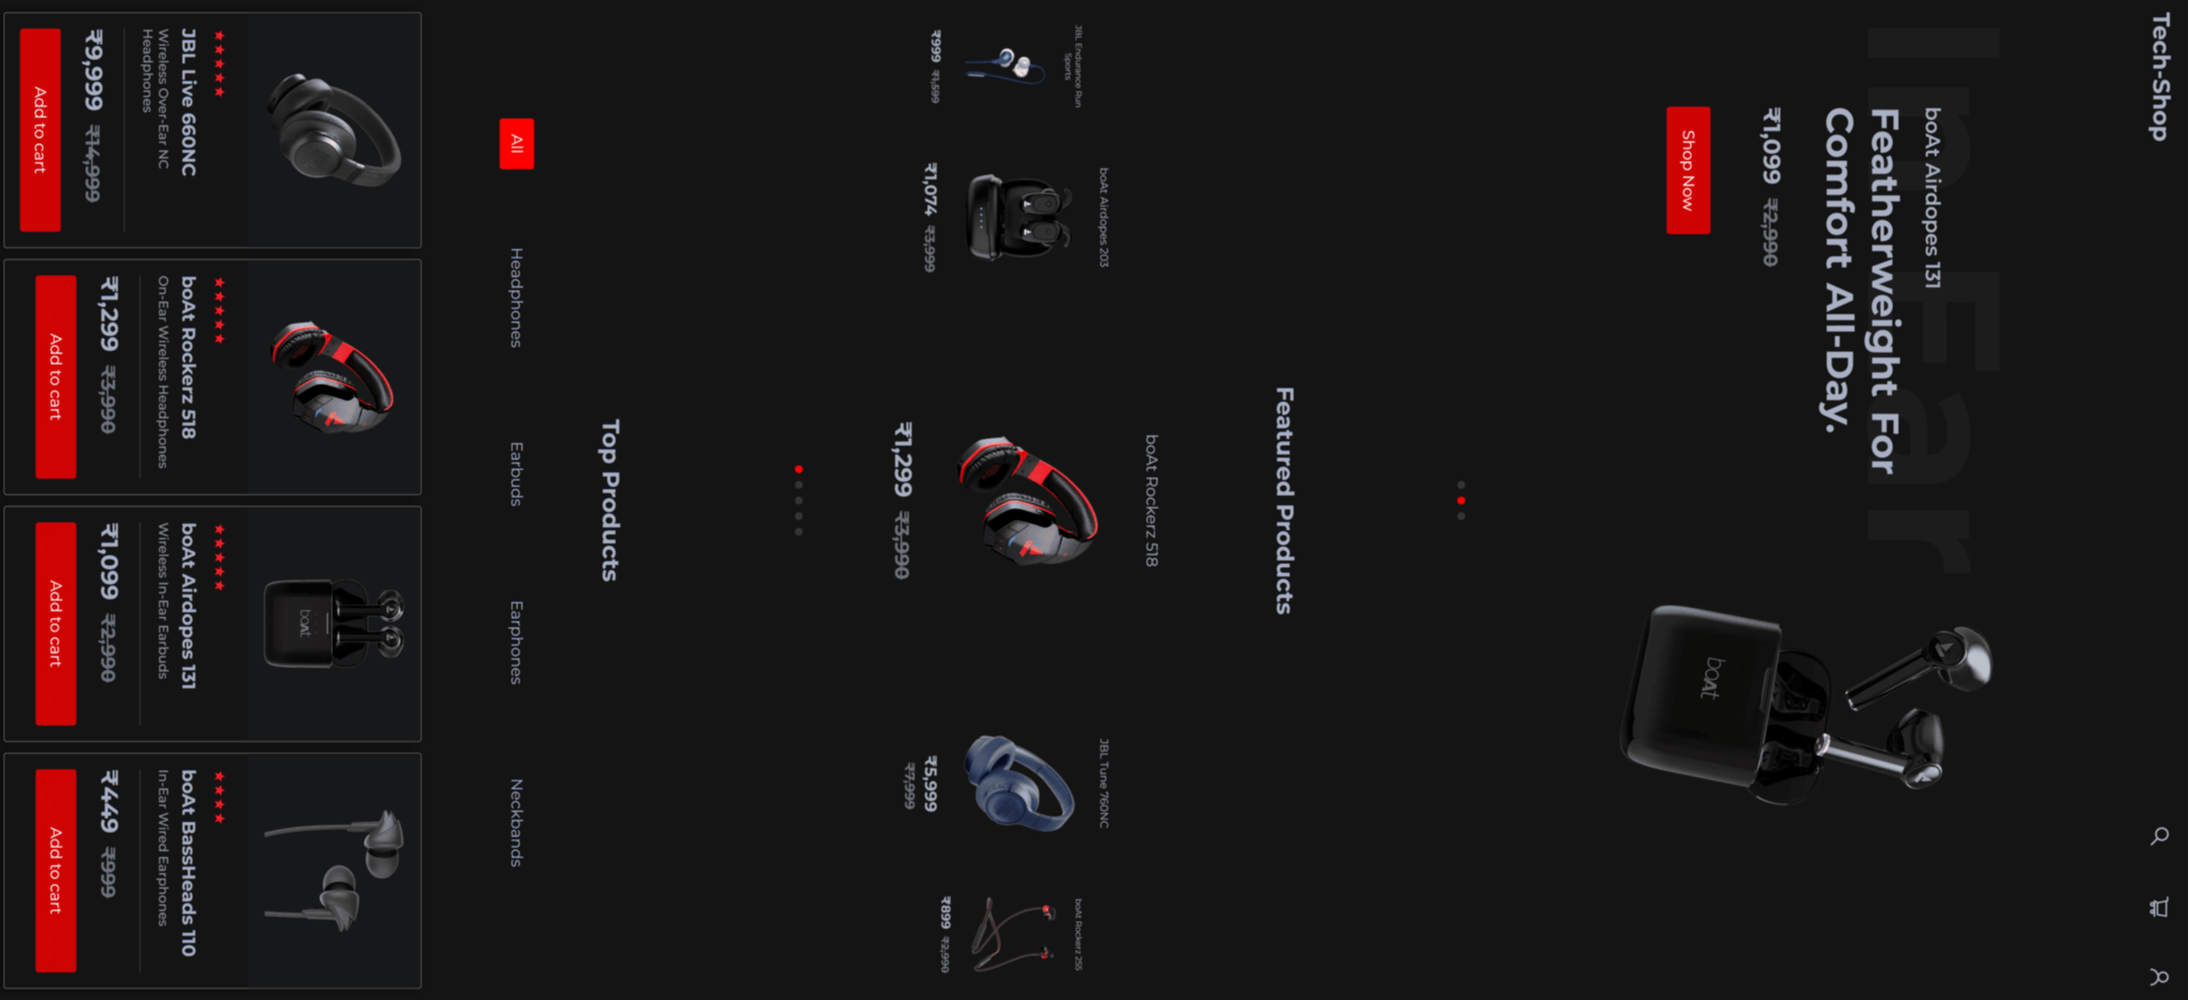 Tech-Shop
In Ear
boAt Airdopes 131
Featherweight For
Comfort All-Day.
₹1,099 ₹2,990
Shop Now
boAt
Featured Products
JBL Endurance Run
Sports
₹999 ₹1,599
boAt Airdopes 203
₹1,074 ₹3,999
boAt Rockerz 518
₹1,299 ₹3,990
JBL Tune 760NC
₹5,999
₹7,999
boAt Rockerz 255
₹899 ₹2,990
Top Products
All
Headphones
Earbuds
Earphones
Neckbands
JBL Live 660NC
Wireless Over-Ear NC
Headphones
₹9,999 ₹14,999
Add to cart
boAt Rockerz 518
On-Ear Wireless Headphones
₹1,299 ₹3,990
Add to cart
boAt
boAt Airdopes 131
Wireless In-Ear Earbuds
₹1,099 ₹2,990
Add to cart
boAt BassHeads 110
In-Ear Wired Earphones
₹449 ₹999
Add to cart